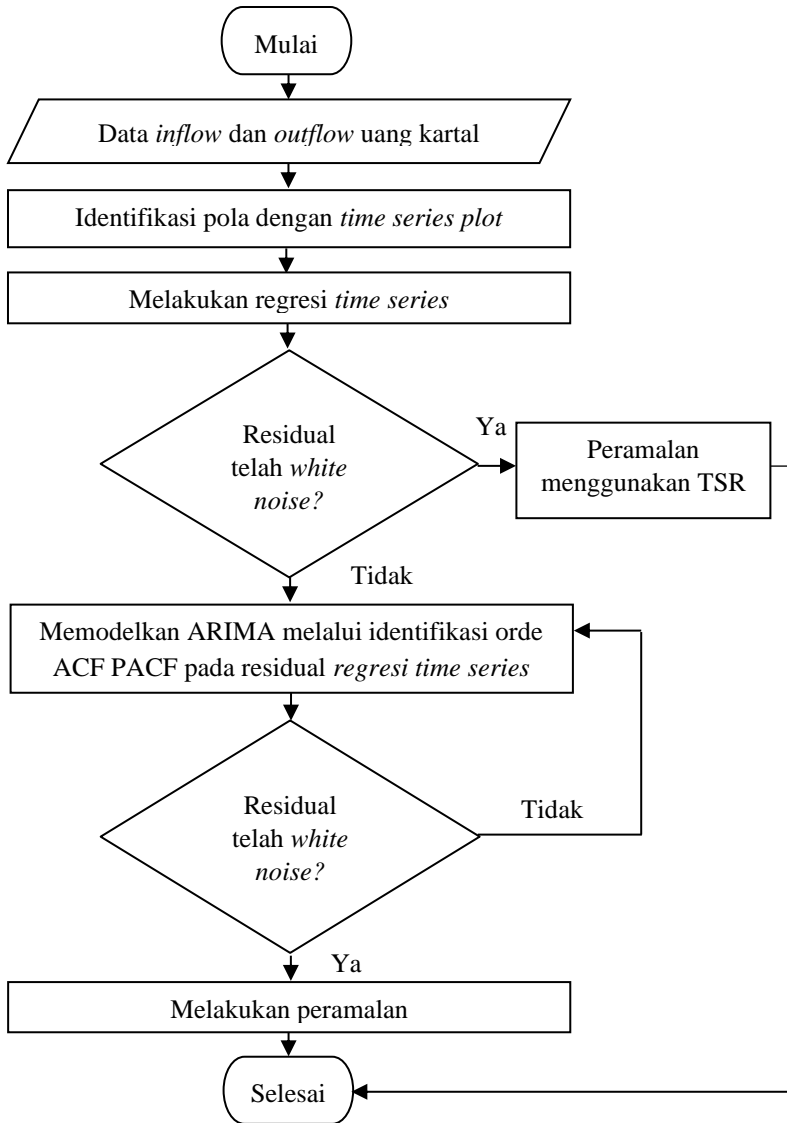 Mulai
Data inflow dan outflow uang kartal
Identifikasi pola dengan time series plot
Melakukan regresi time series
Residual
telah white
noise?
Ya
Peramalan
menggunakan TSR
Tidak
Memodelkan ARIMA melalui identifikasi orde
ACF PACF pada residual regresi time series
Residual
telah white
noise?
Tidak
Ya
Melakukan peramalan
Selesai